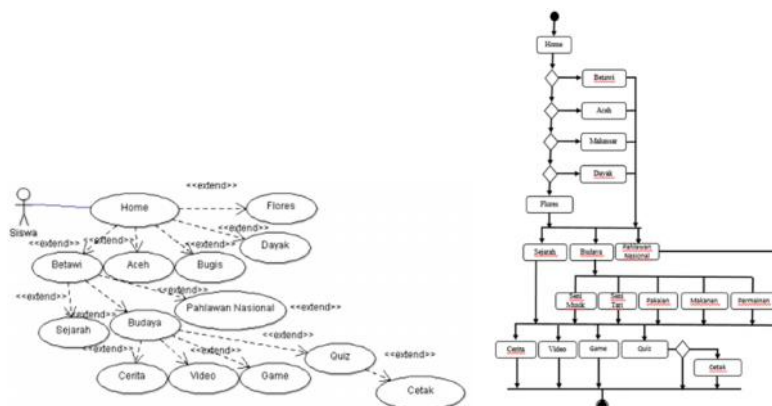 <<extend>>
Home
Flores
Siswa
<<extend>>
<<extend>>
<<extend>>
Dayak
<<extend>>
Betawi
Aceh
Bugis
<<extend>>
<<extend>>
Pahlawan Nasional
<<extend>>
Sejarah
Budaya
<<extend>>
<<extend>>
<<extend>>
Quiz
<<extend>>
Cerita
Video
Game
Cetak
Home
Betawi
Aceh
Makassar
Dayak
Flores
Sejarah
Budaya
Pahlawan
Nasional
Seni
Musik
Seni
Tari
Pakaian
Makanan
Permainan
Cerita
Video
Game
Quiz
Cetak